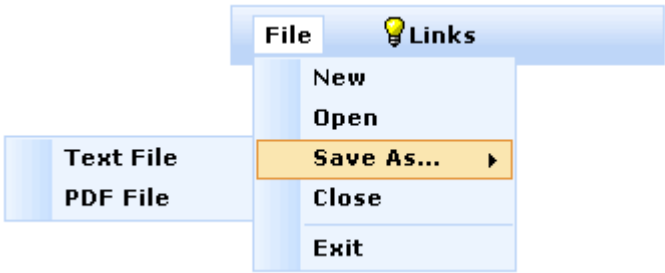 File Links
New
Open
Save As...
Close
Exit
Text File
PDF File